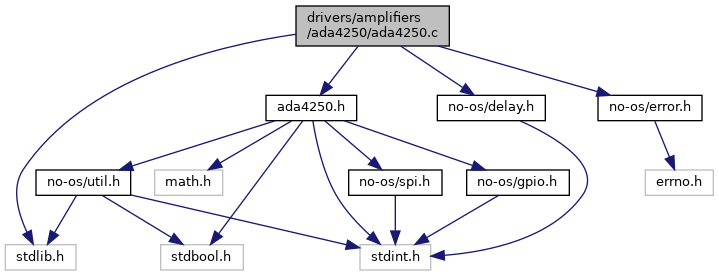 drivers/amplifiers
/ada4250/ada4250.c
ada4250.h
no-os/delay.h
no-os/error.h
no-os/util.h
math.h
no-os/spi.h
no-os/gpio.h
errno.h
stdlib.h
stdbool.h
stdint.h